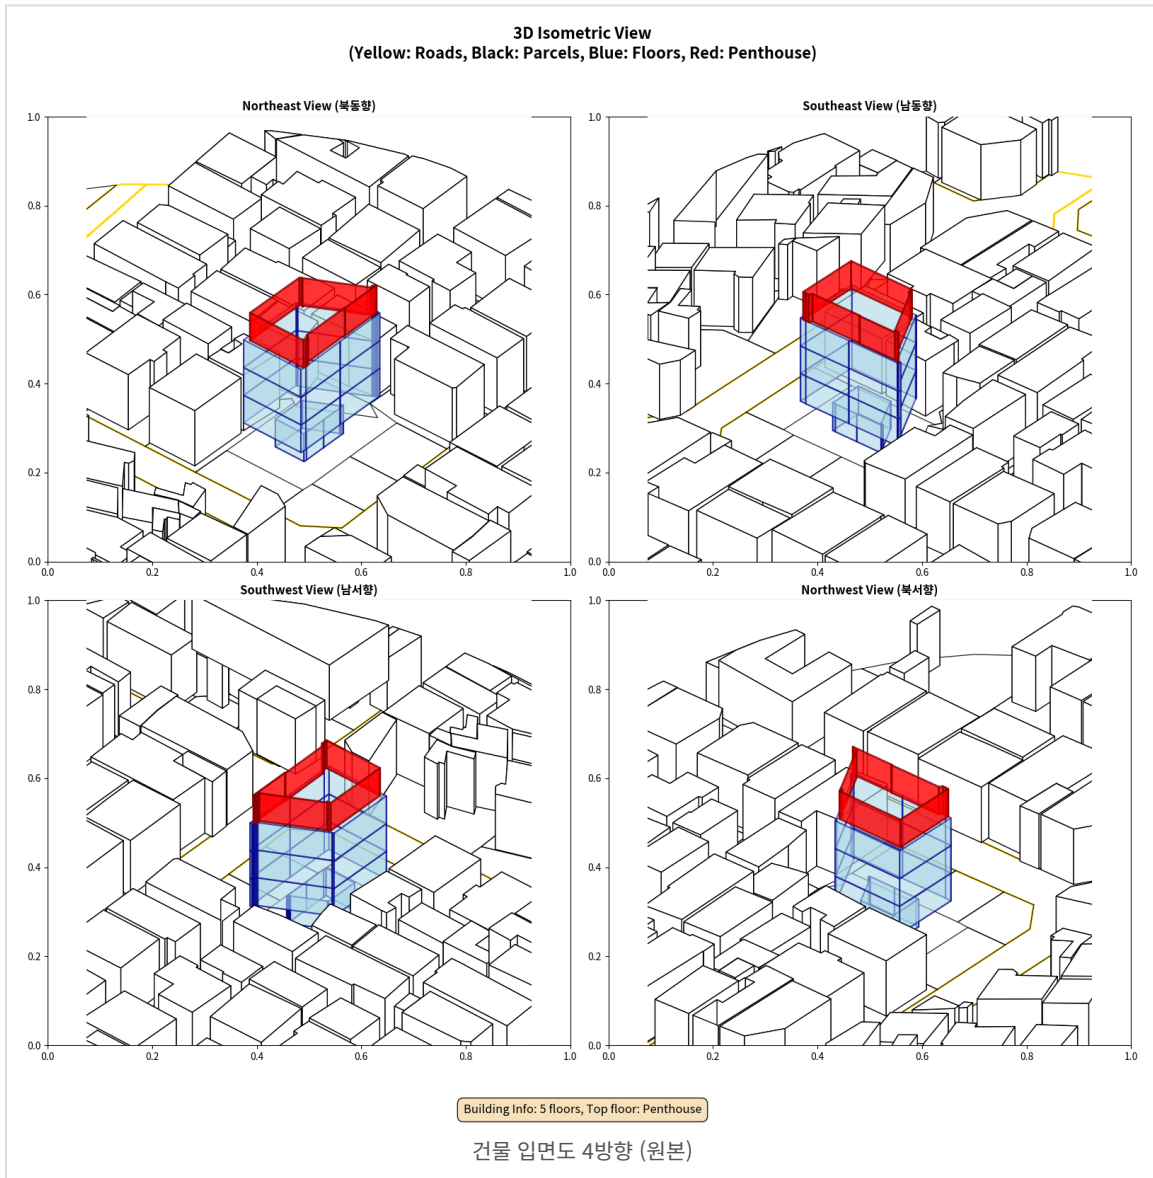 3D Isometric View
(Yellow: Roads, Black: Parcels, Blue: Floors, Red: Penthouse)
Northeast View (북동향)
1.0
0.8
0.6
0.4
0.2
0.0
0.0 0.2 0.4 0.6 0.8 1.0
Southeast View (남동향)
1.0
0.8
0.6
0.4
0.2
0.0
0.0 0.2 0.4 0.6 0.8 1.0
Southwest View (남서향)
1.0
0.8
0.6
0.4
0.2
0.0
0.0 0.2 0.4 0.6 0.8 1.0
Northwest View (북서향)
1.0
0.8
0.6
0.4
0.2
0.0
0.0 0.2 0.4 0.6 0.8 1.0
Building Info: 5 floors, Top floor: Penthouse
건물 입면도 4방향 (원본)